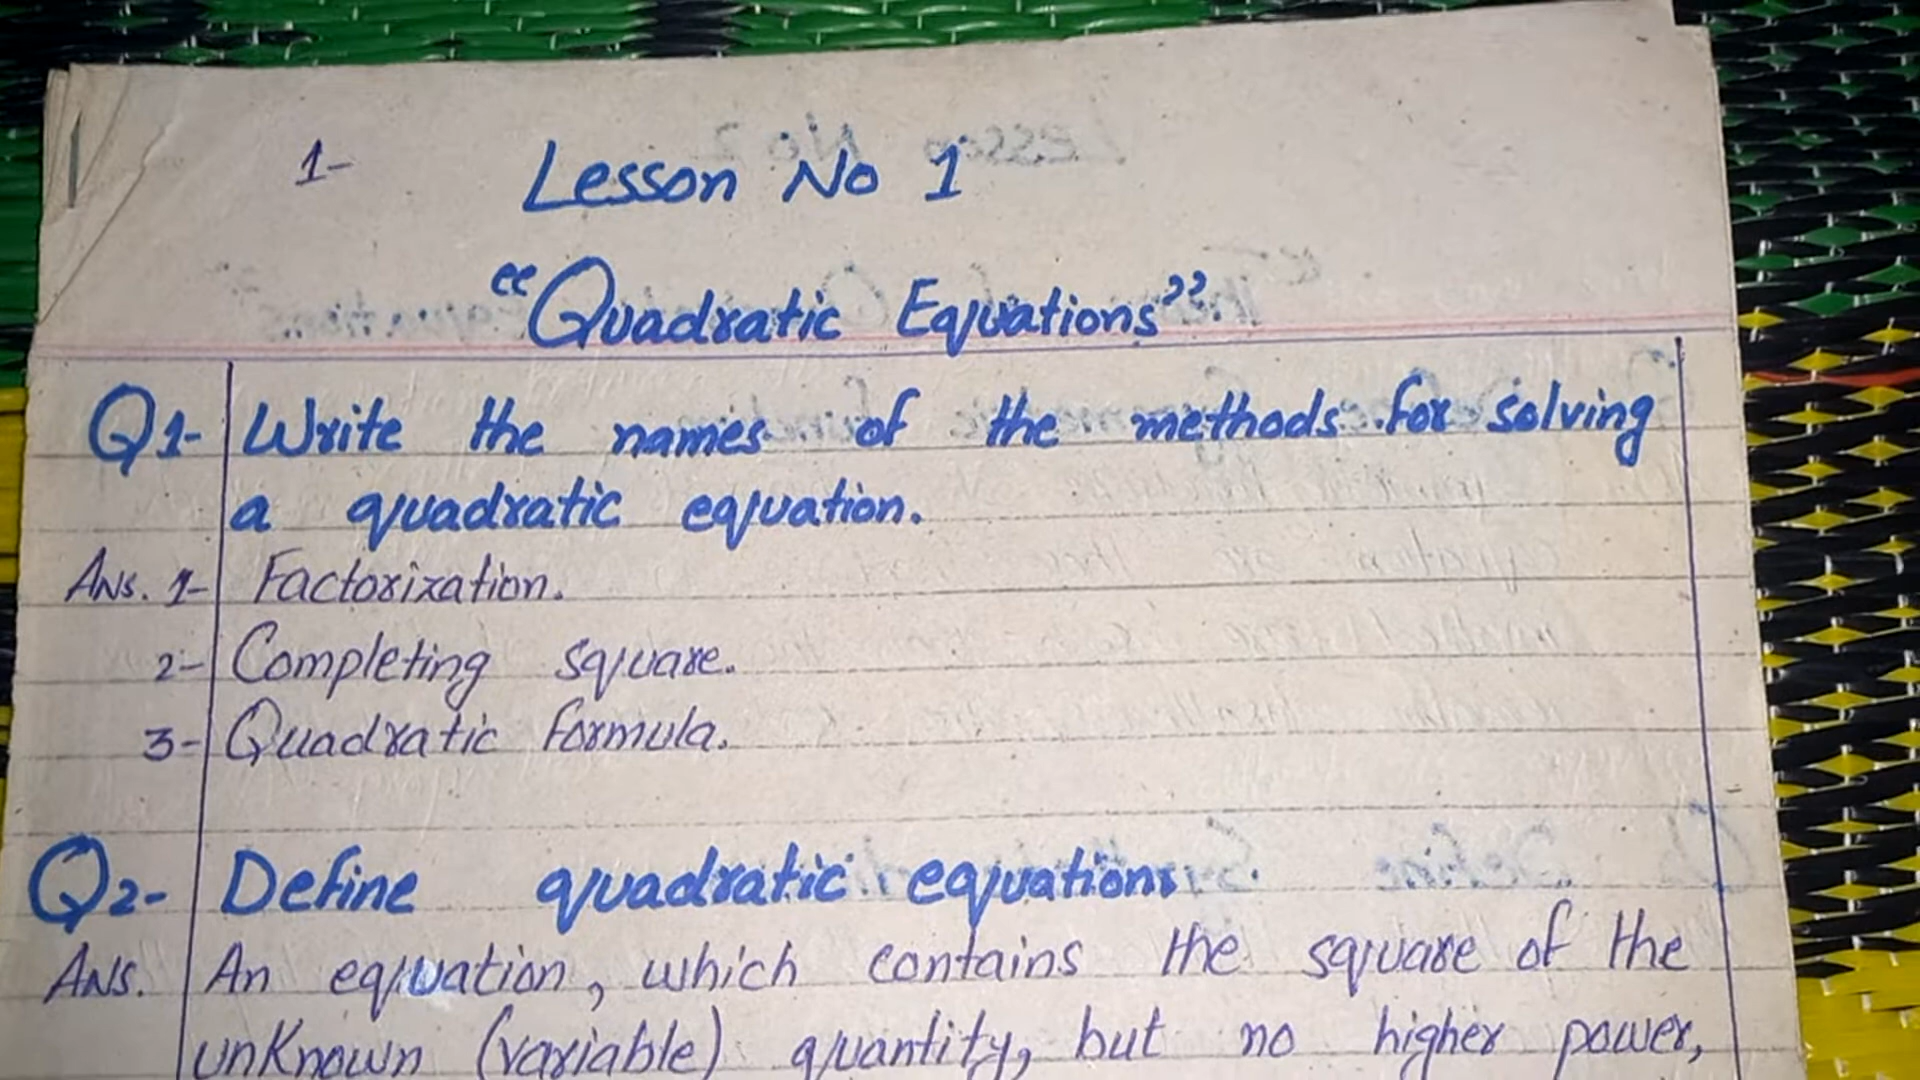 1-
Lesson No 1
"Quadratic Equations"
Q1- Write the names of the methods for solving
a quadratic equation.
Ans. 1- Factorization.
2- Completing square.
3- Quadratic formula.
Q2- Define quadratic equations
Ans. An equation, which contains the square of the
unknown (variable) quantity, but no higher power,